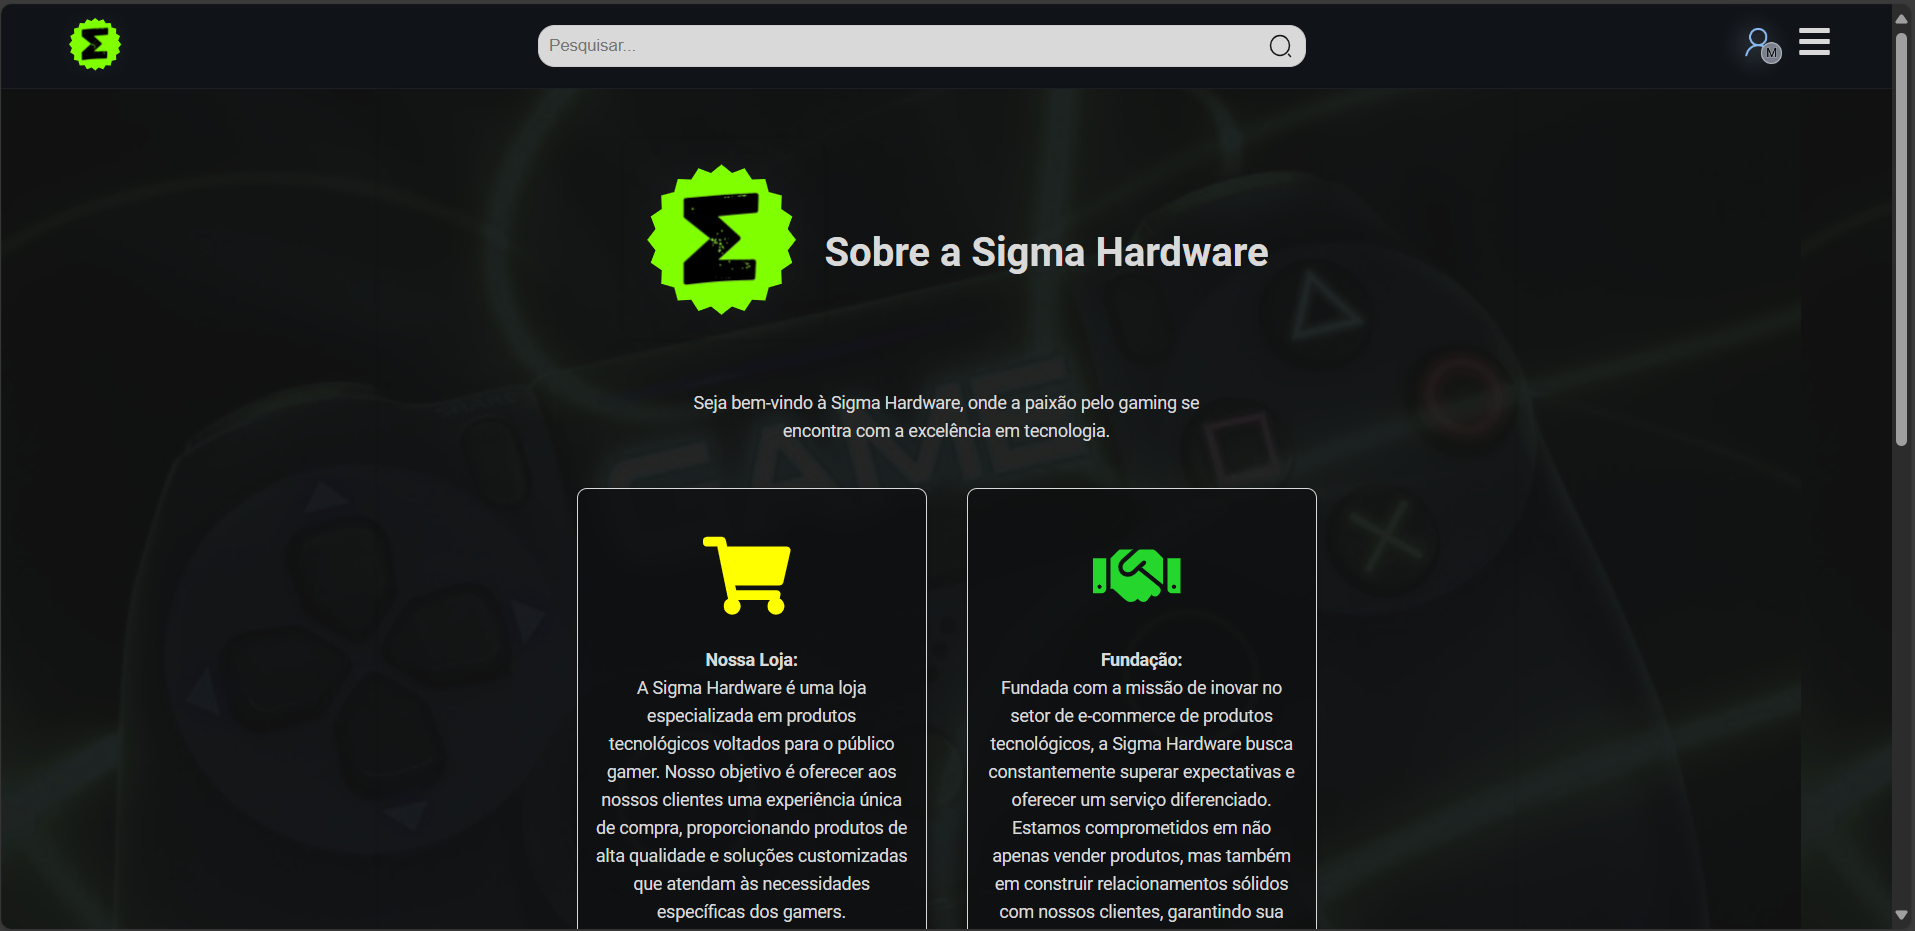 Σ
Pesquisar...
M
Σ
Sobre a Sigma Hardware
GAME
Seja bem-vindo à Sigma Hardware, onde a paixão pelo gaming se
encontra com a excelência em tecnologia.
Nossa Loja:
A Sigma Hardware é uma loja
especializada em produtos
tecnológicos voltados para o público
gamer. Nosso objetivo é oferecer aos
nossos clientes uma experiência única
de compra, proporcionando produtos de
alta qualidade e soluções customizadas
que atendam às necessidades
específicas dos gamers.
Fundação:
Fundada com a missão de inovar no
setor de e-commerce de produtos
tecnológicos, a Sigma Hardware busca
constantemente superar expectativas e
oferecer um serviço diferenciado.
Estamos comprometidos em não
apenas vender produtos, mas também
em construir relacionamentos sólidos
com nossos clientes, garantindo sua